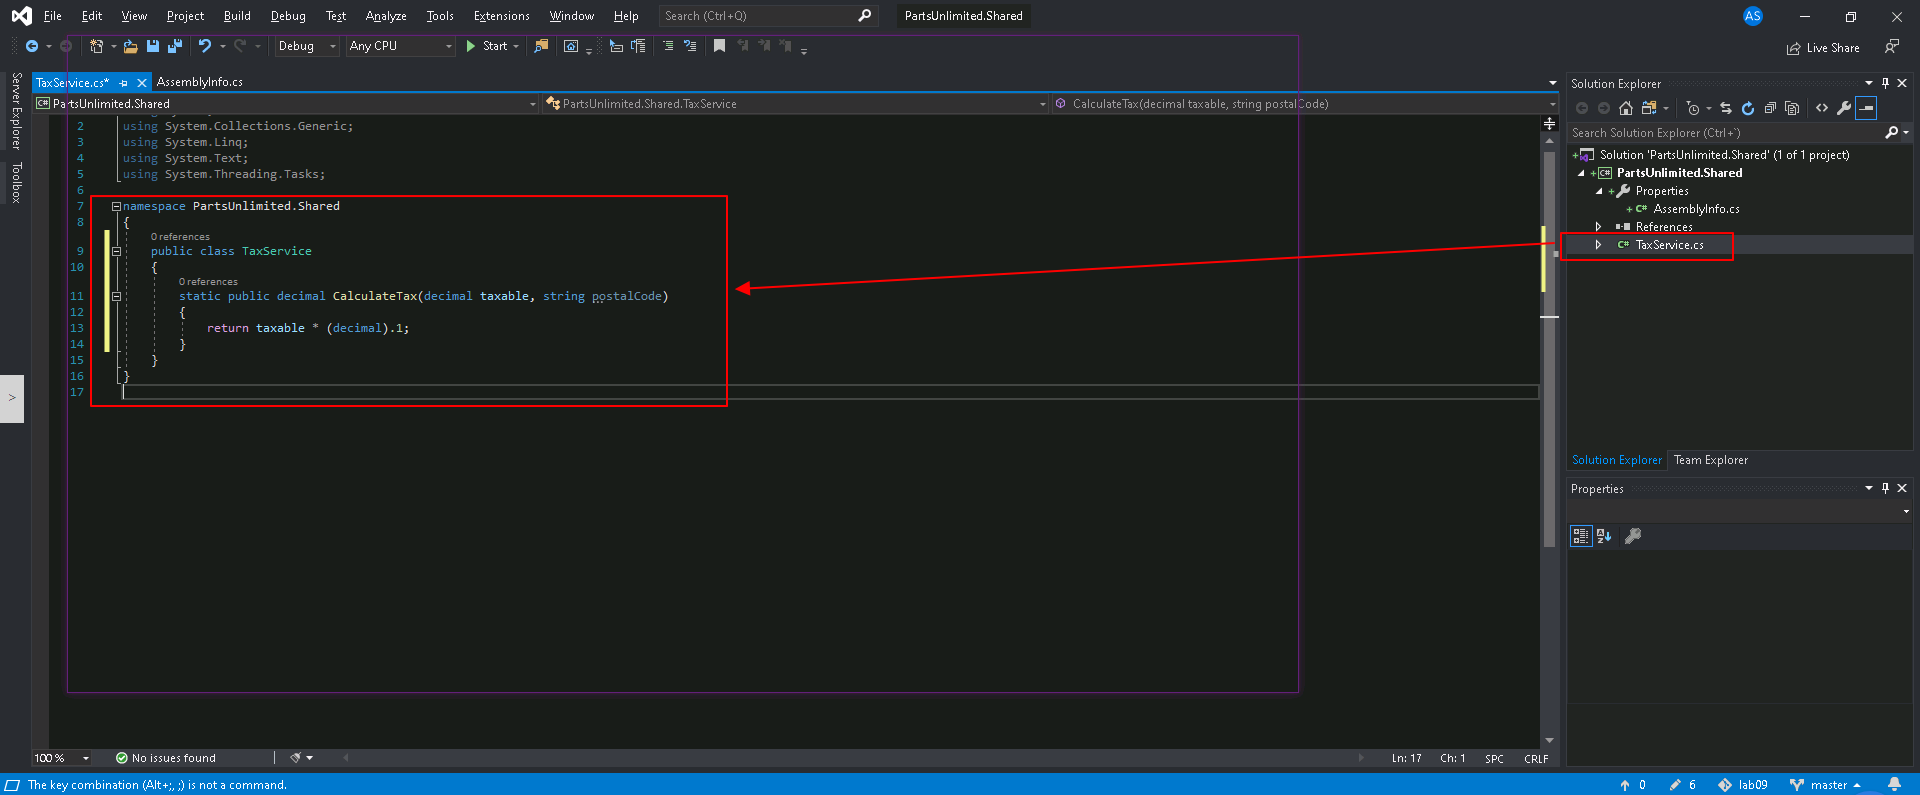 File Edit View Project Build Debug Test Analyze Tools Extensions Window Help Search (Ctrl+Q) PartsUnlimited.Shared AS
Debug Any CPU Start Live Share
Server Explorer
Toolbox
TaxService.cs* AssemblyInfo.cs
PartsUnlimited.Shared PartsUnlimited.Shared.TaxService CalculateTax(decimal taxable, string postalCode)
2 using System.Collections.Generic;
3 using System.Linq;
4 using System.Text;
5 using System.Threading.Tasks;
6
7 namespace PartsUnlimited.Shared
8 {
0 references
9 public class TaxService
10 {
0 references
11 static public decimal CalculateTax(decimal taxable, string postalCode)
12 {
13 return taxable * (decimal).1;
14 }
15 }
16 }
17
100 % No issues found Ln: 17 Ch: 1 SPC CRLF
Solution Explorer
Search Solution Explorer (Ctrl+`)
Solution 'PartsUnlimited.Shared' (1 of 1 project)
PartsUnlimited.Shared
Properties
AssemblyInfo.cs
References
TaxService.cs
Solution Explorer Team Explorer
Properties
The key combination (Alt+;, ;) is not a command. 0 6 lab09 master